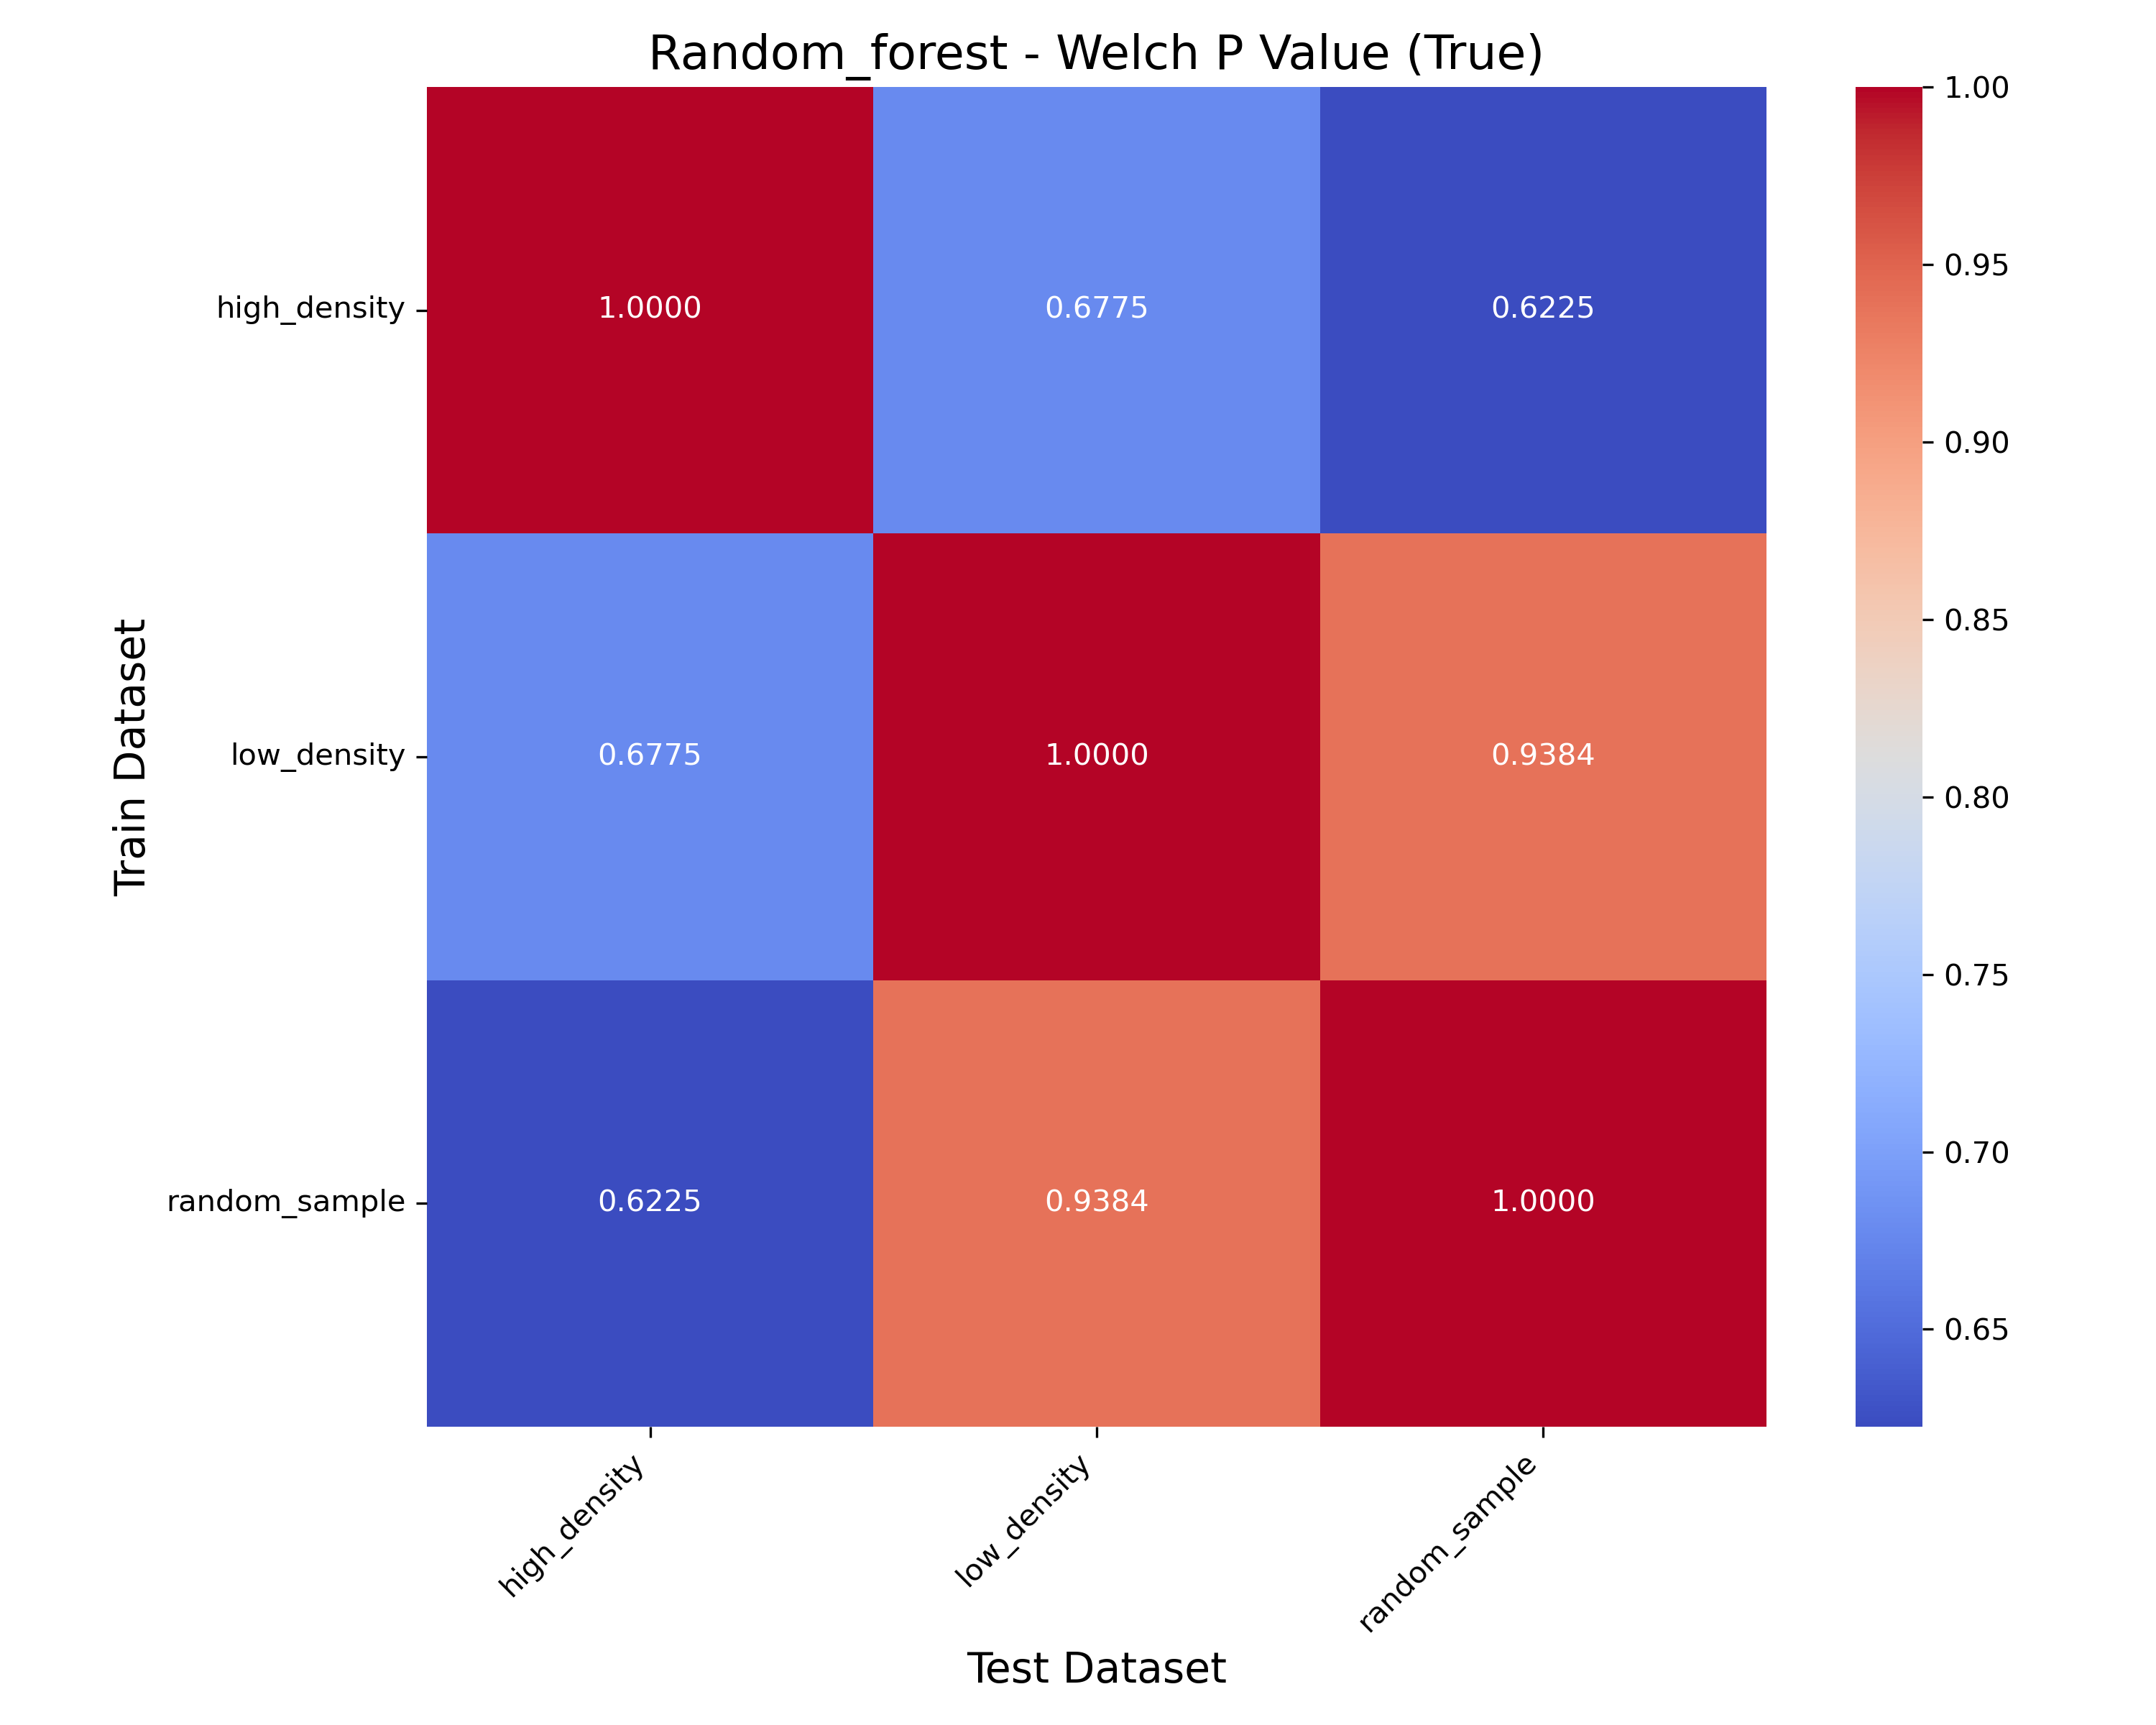 Random_forest - Welch P Value (True)
Train Dataset
high_density
1.0000
0.6775
0.6225
low_density
0.6775
1.0000
0.9384
random_sample
0.6225
0.9384
1.0000
high_density
low_density
random_sample
Test Dataset
1.00
0.95
0.90
0.85
0.80
0.75
0.70
0.65